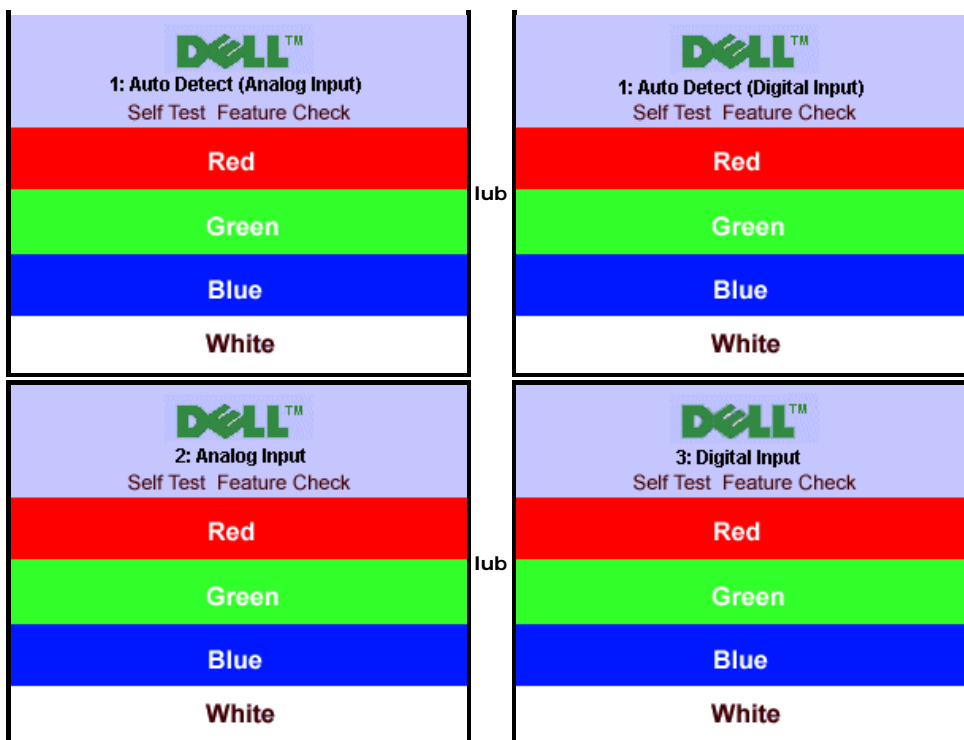 DELL™
1: Auto Detect (Analog Input)
Self Test Feature Check
Red
Green
Blue
White
lub
DELL™
1: Auto Detect (Digital Input)
Self Test Feature Check
Red
Green
Blue
White
DELL™
2: Analog Input
Self Test Feature Check
Red
Green
Blue
White
lub
DELL™
3: Digital Input
Self Test Feature Check
Red
Green
Blue
White